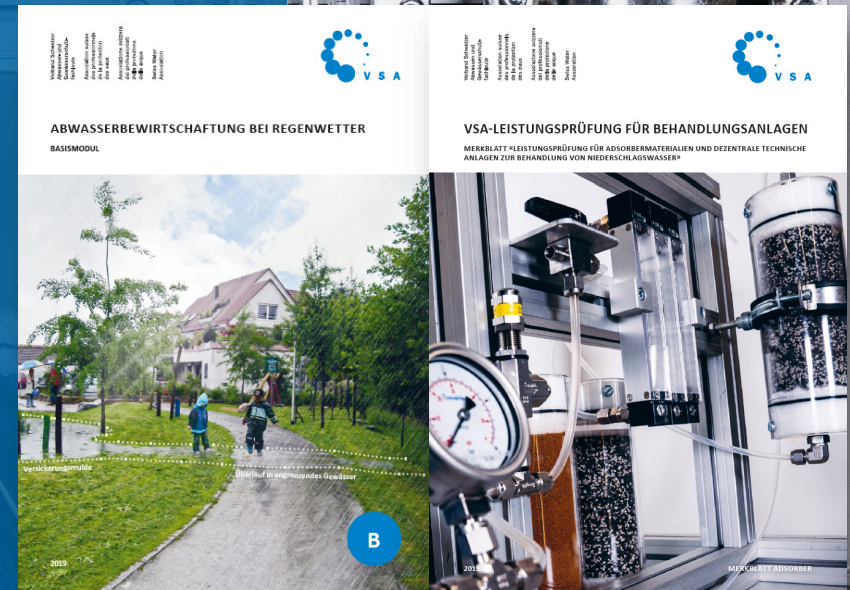 Verband Schweizer
Abwasser- und
Gewässerschutz-
fachleute
Association suisse
des professionnels
de la protection
des eaux
Associazione svizzera
dei professionisti
della protezione
delle acque
Swiss Water
Association
VSA
ABWASSERBEWIRTSCHAFTUNG BEI REGENWETTER
BASISMODUL
Versickerungsmulde
Überlauf in angrenzendes Gewässer
B
2019
Verband Schweizer
Abwasser- und
Gewässerschutz-
fachleute
Association suisse
des professionnels
de la protection
des eaux
Associazione svizzera
dei professionisti
della protezione
delle acque
Swiss Water
Association
VSA
VSA-LEISTUNGSPRÜFUNG FÜR BEHANDLUNGSANLAGEN
MERKBLATT «LEISTUNGSPRÜFUNG FÜR ADSORBERMATERIALIEN UND DEZENTRALE TECHNISCHE
ANLAGEN ZUR BEHANDLUNG VON NIEDERSCHLAGSWASSER»
2019
MERKBLATT ADSORBER